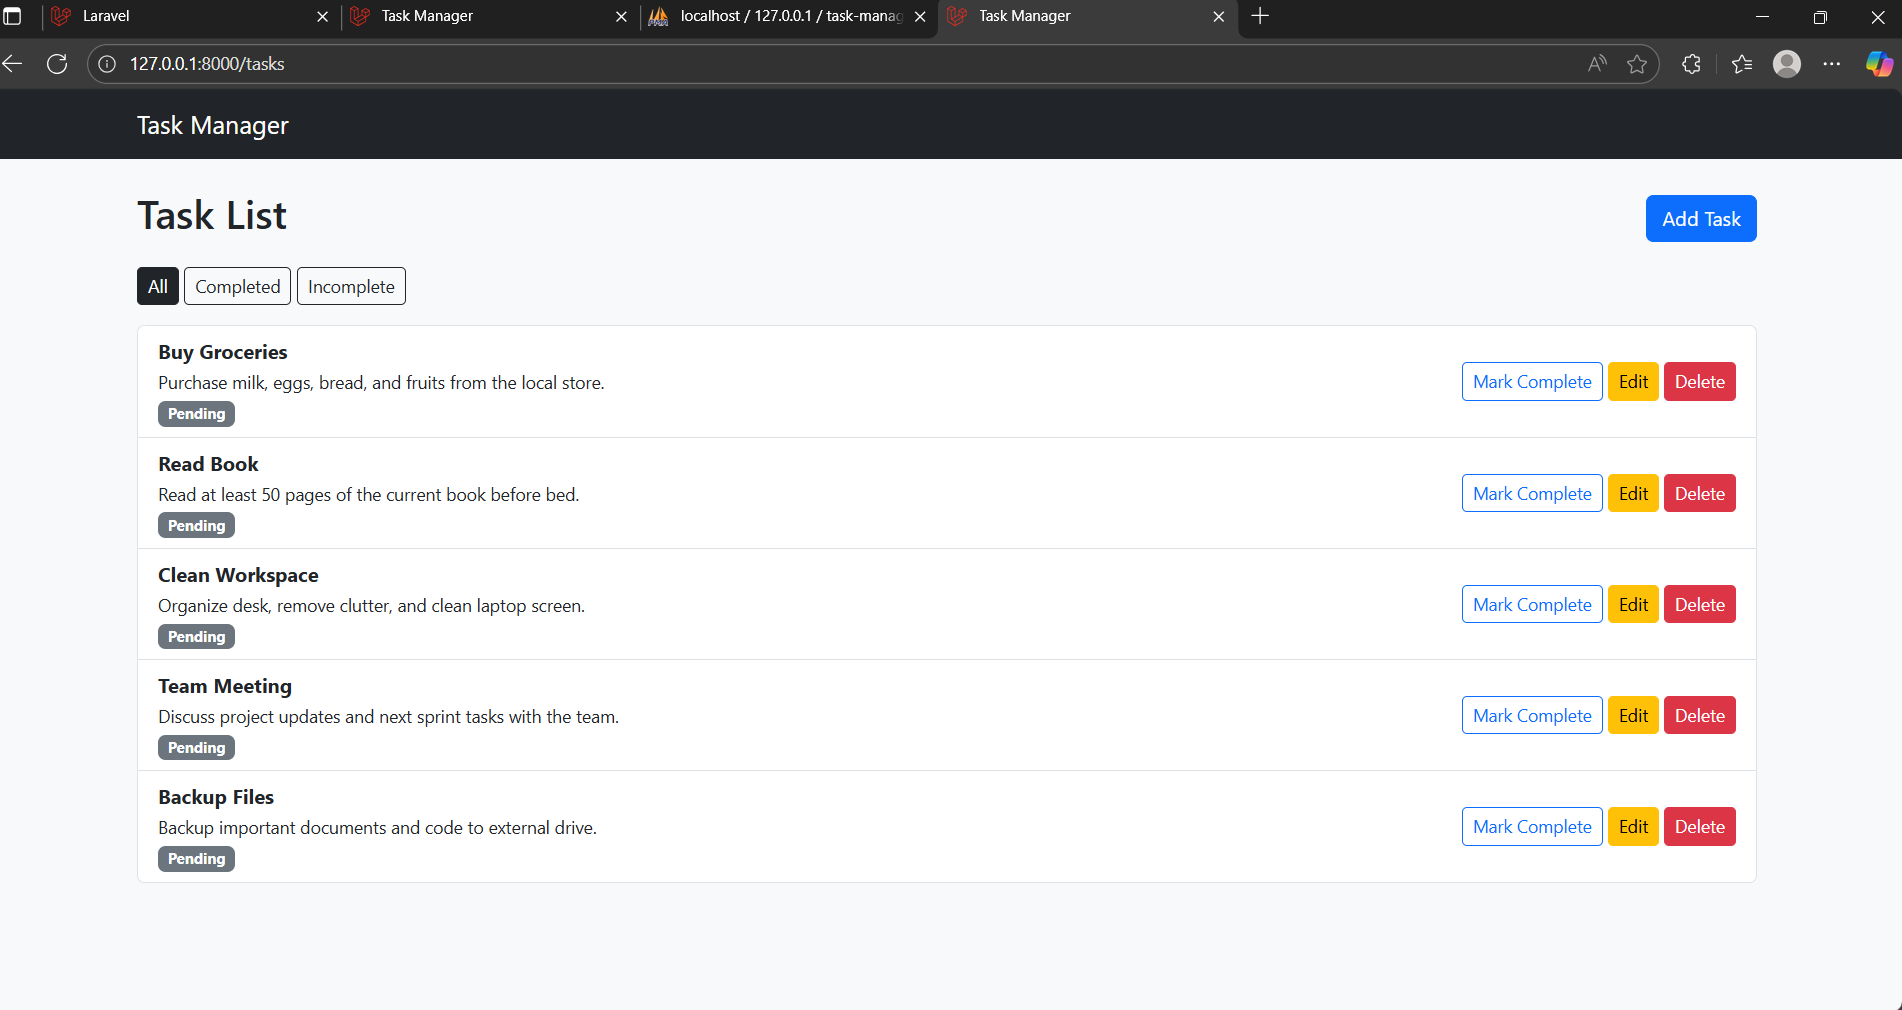 Laravel
Task Manager
localhost / 127.0.0.1 / task-manag
Task Manager
127.0.0.1:8000/tasks
Task Manager
Task List
Add Task
All Completed Incomplete
Buy Groceries
Purchase milk, eggs, bread, and fruits from the local store.
Pending
Mark Complete Edit Delete
Read Book
Read at least 50 pages of the current book before bed.
Pending
Mark Complete Edit Delete
Clean Workspace
Organize desk, remove clutter, and clean laptop screen.
Pending
Mark Complete Edit Delete
Team Meeting
Discuss project updates and next sprint tasks with the team.
Pending
Mark Complete Edit Delete
Backup Files
Backup important documents and code to external drive.
Pending
Mark Complete Edit Delete